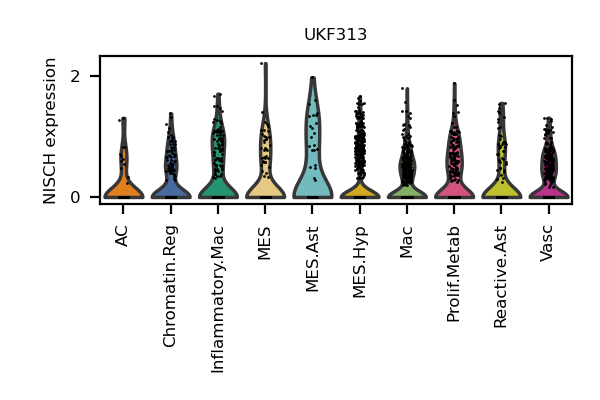 UKF313
NISCH expression
2
0
AC
Chromatin.Reg
Inflammatory.Mac
MES
MES.Ast
MES.Hyp
Mac
Prolif.Metab
Reactive.Ast
Vasc